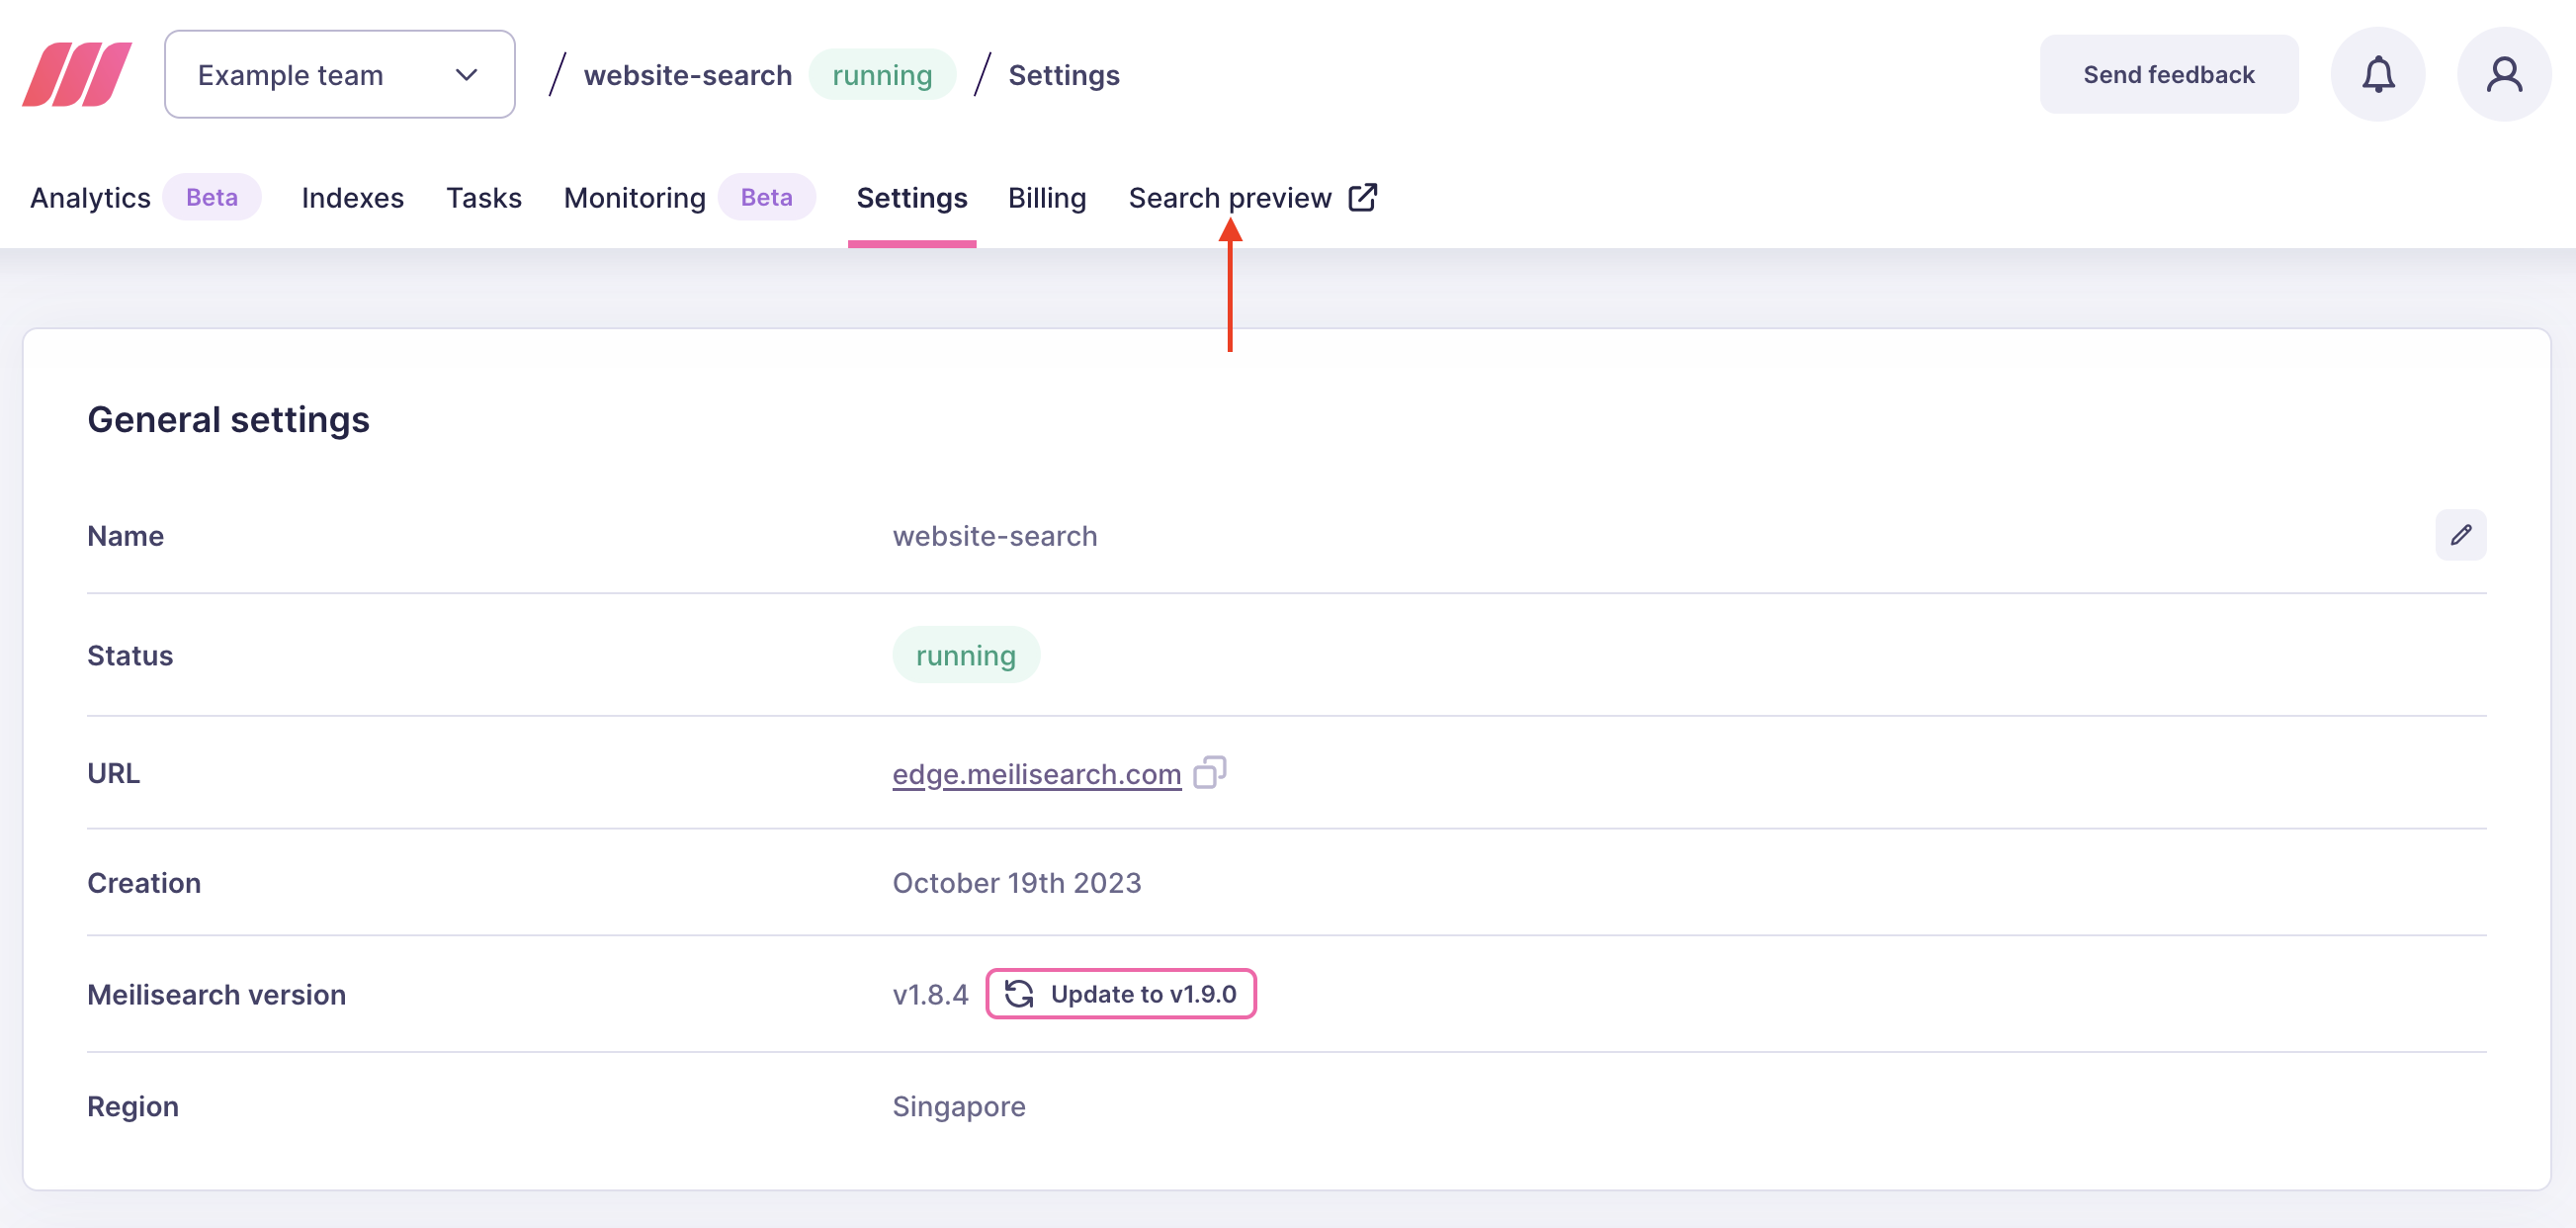 Example team / website-search running / Settings Send feedback
Analytics Beta Indexes Tasks Monitoring Beta Settings Billing Search preview
General settings
Name website-search
Status running
URL edge.meilisearch.com
Creation October 19th 2023
Meilisearch version v1.8.4 Update to v1.9.0
Region Singapore